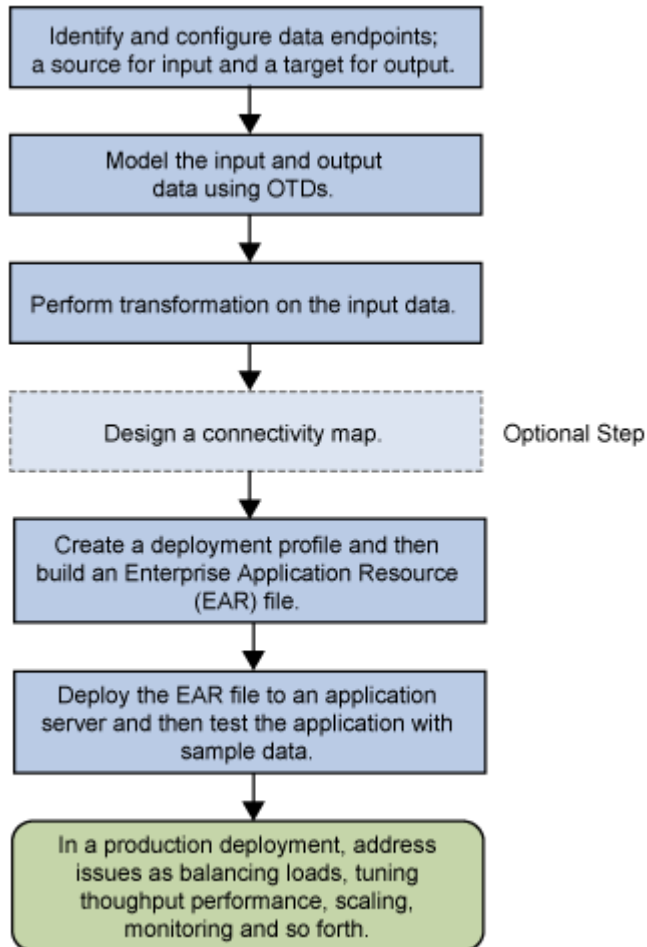 Identify and configure data endpoints;
a source for input and a target for output.
Model the input and output
data using OTDs.
Perform transformation on the input data.
Design a connectivity map.
Optional Step
Create a deployment profile and then
build an Enterprise Application Resource
(EAR) file.
Deploy the EAR file to an application
server and then test the application with
sample data.
In a production deployment, address
issues as balancing loads, tuning
thoughput performance, scaling,
monitoring and so forth.